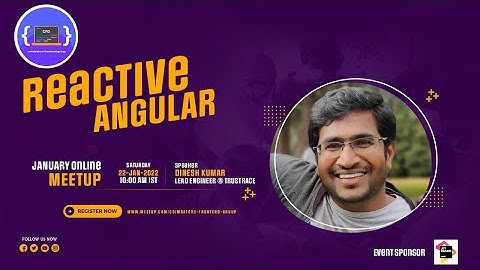 CFG
Reactive
ANGULAR
JANUARY ONLINE
MEETUP
SATURDAY
22-JAN-2022
10:00 AM IST
SPEAKER
DINESH KUMAR
LEAD ENGINEER @ TRUSTRACE
REGISTER NOW
WWW.MEETUP.COM/COIMBATORE-FRONTEND-GROUP
FOLLOW US
EVENT SPONSOR